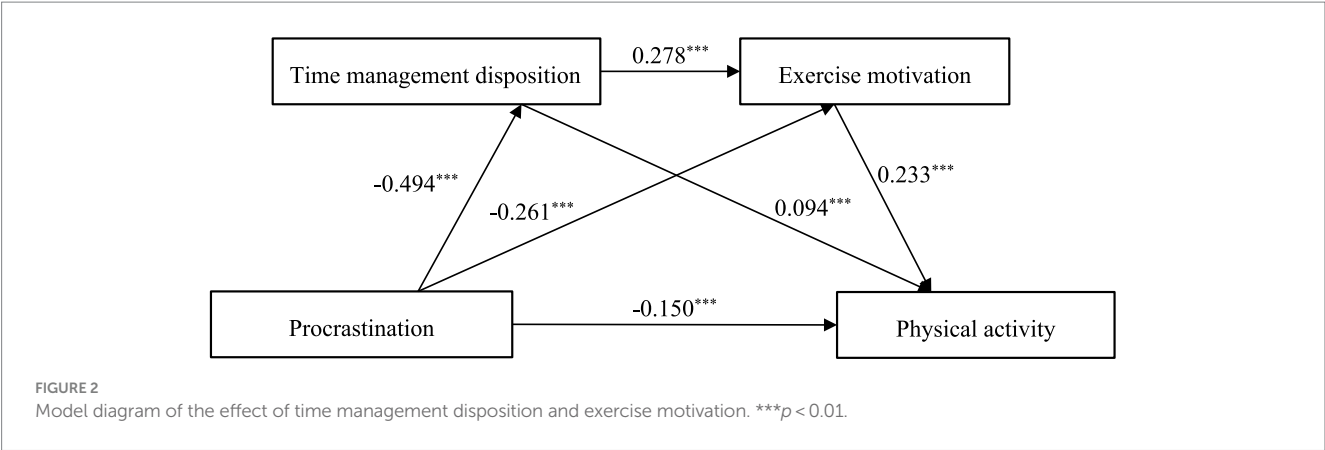 0.278***
Time management disposition
Exercise motivation
-0.494***
0.233***
-0.261***
0.094***
-0.150***
Procrastination
Physical activity
FIGURE 2
Model diagram of the effect of time management disposition and exercise motivation. ***p < 0.01.